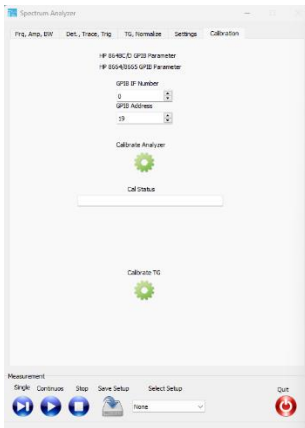 Spectrum Analyzer
Frq, Amp, BW Det., Trace, Trig TG, Normalize Settings Calibration
HP 8648C/D GPIB Parameter
HP 8664/8665 GPIB Parameter
GPIB IF Number
0
GPIB Address
19
Calibrate Analyzer
Cal Status
Calibrate TG
Measurement
Single Continuos Stop Save Setup Select Setup Quit
None